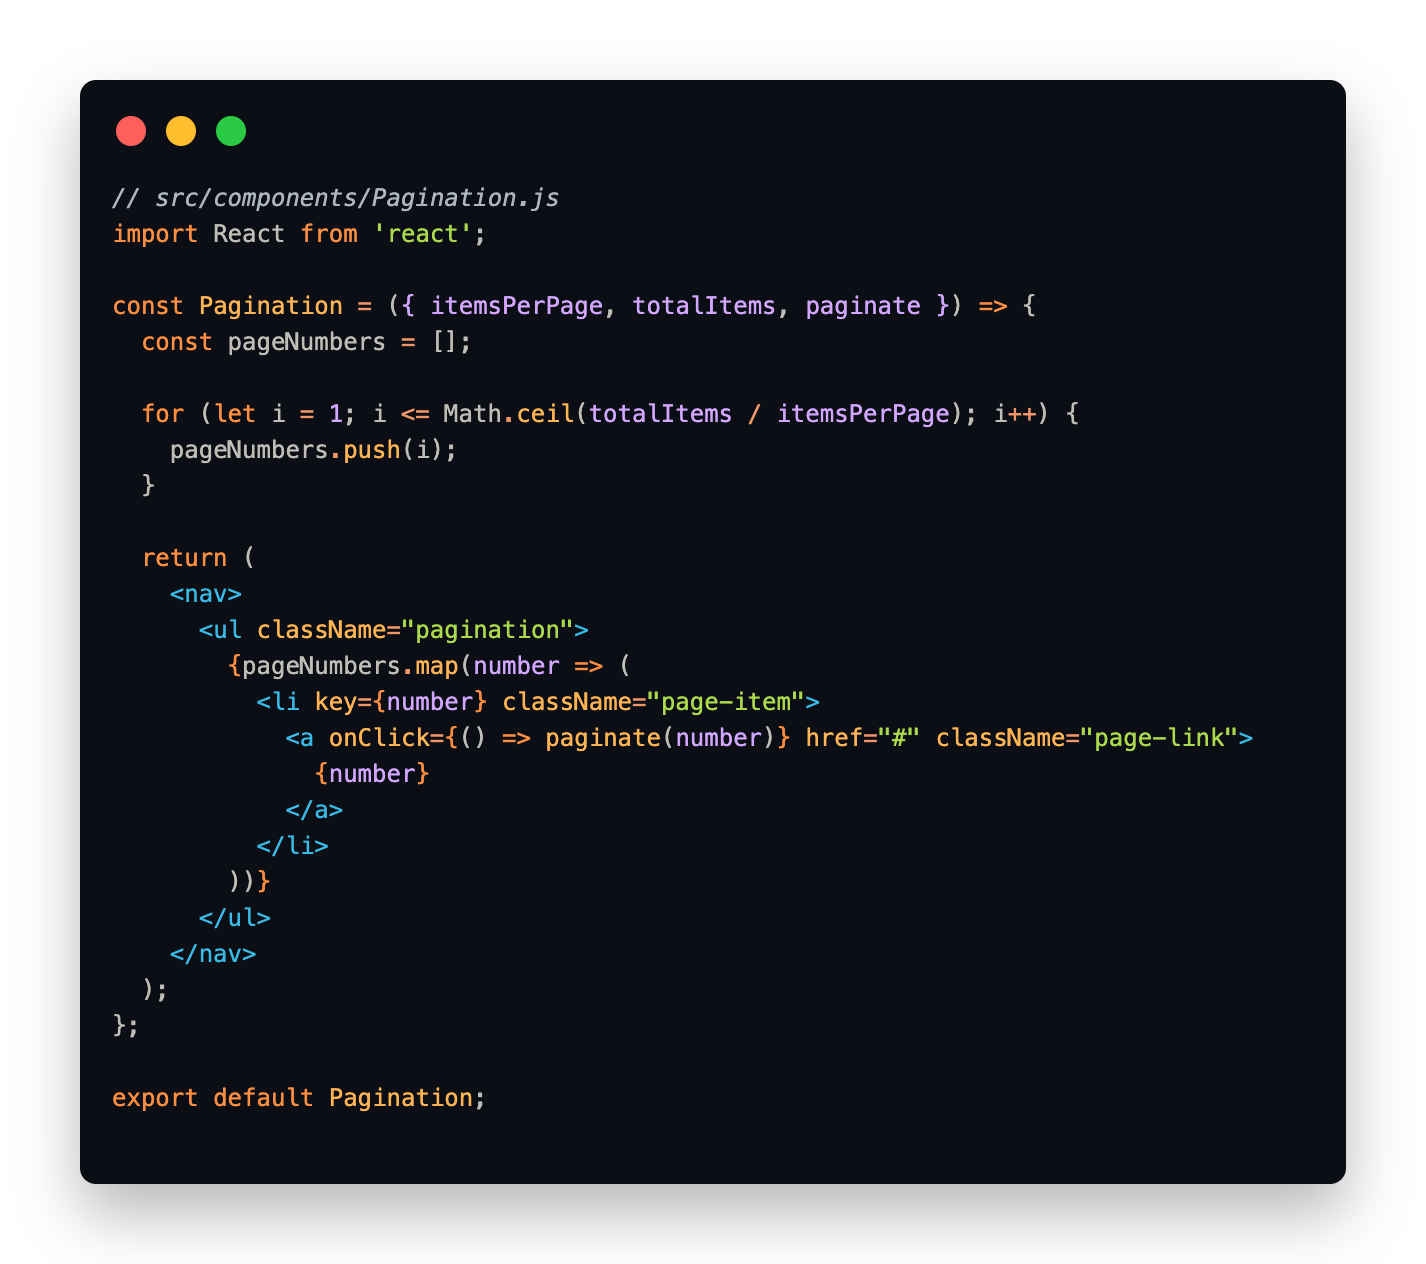 // src/components/Pagination.js
import React from 'react';

const Pagination = ({ itemsPerPage, totalItems, paginate }) => {
  const pageNumbers = [];

  for (let i = 1; i <= Math.ceil(totalItems / itemsPerPage); i++) {
    pageNumbers.push(i);
  }

  return (
    <nav>
      <ul className="pagination">
        {pageNumbers.map(number => (
          <li key={number} className="page-item">
            <a onClick={() => paginate(number)} href="#" className="page-link">
              {number}
            </a>
          </li>
        ))}
      </ul>
    </nav>
  );
};

export default Pagination;